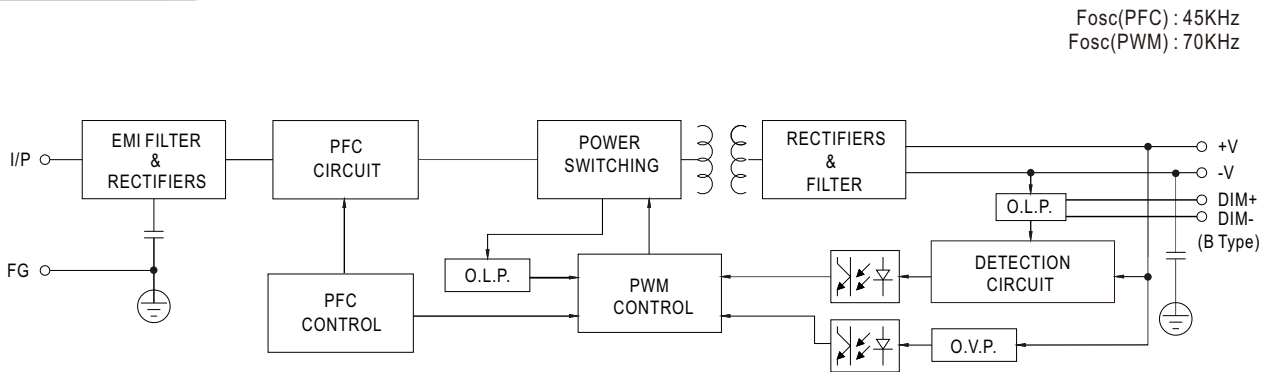 Fosc(PFC) : 45KHz
Fosc(PWM) : 70KHz
I/P
EMI FILTER
&
RECTIFIERS
PFC
CIRCUIT
POWER
SWITCHING
RECTIFIERS
&
FILTER
+V
-V
O.L.P.
DIM+
DIM-
(B Type)
FG
PFC
CONTROL
O.L.P.
PWM
CONTROL
DETECTION
CIRCUIT
O.V.P.